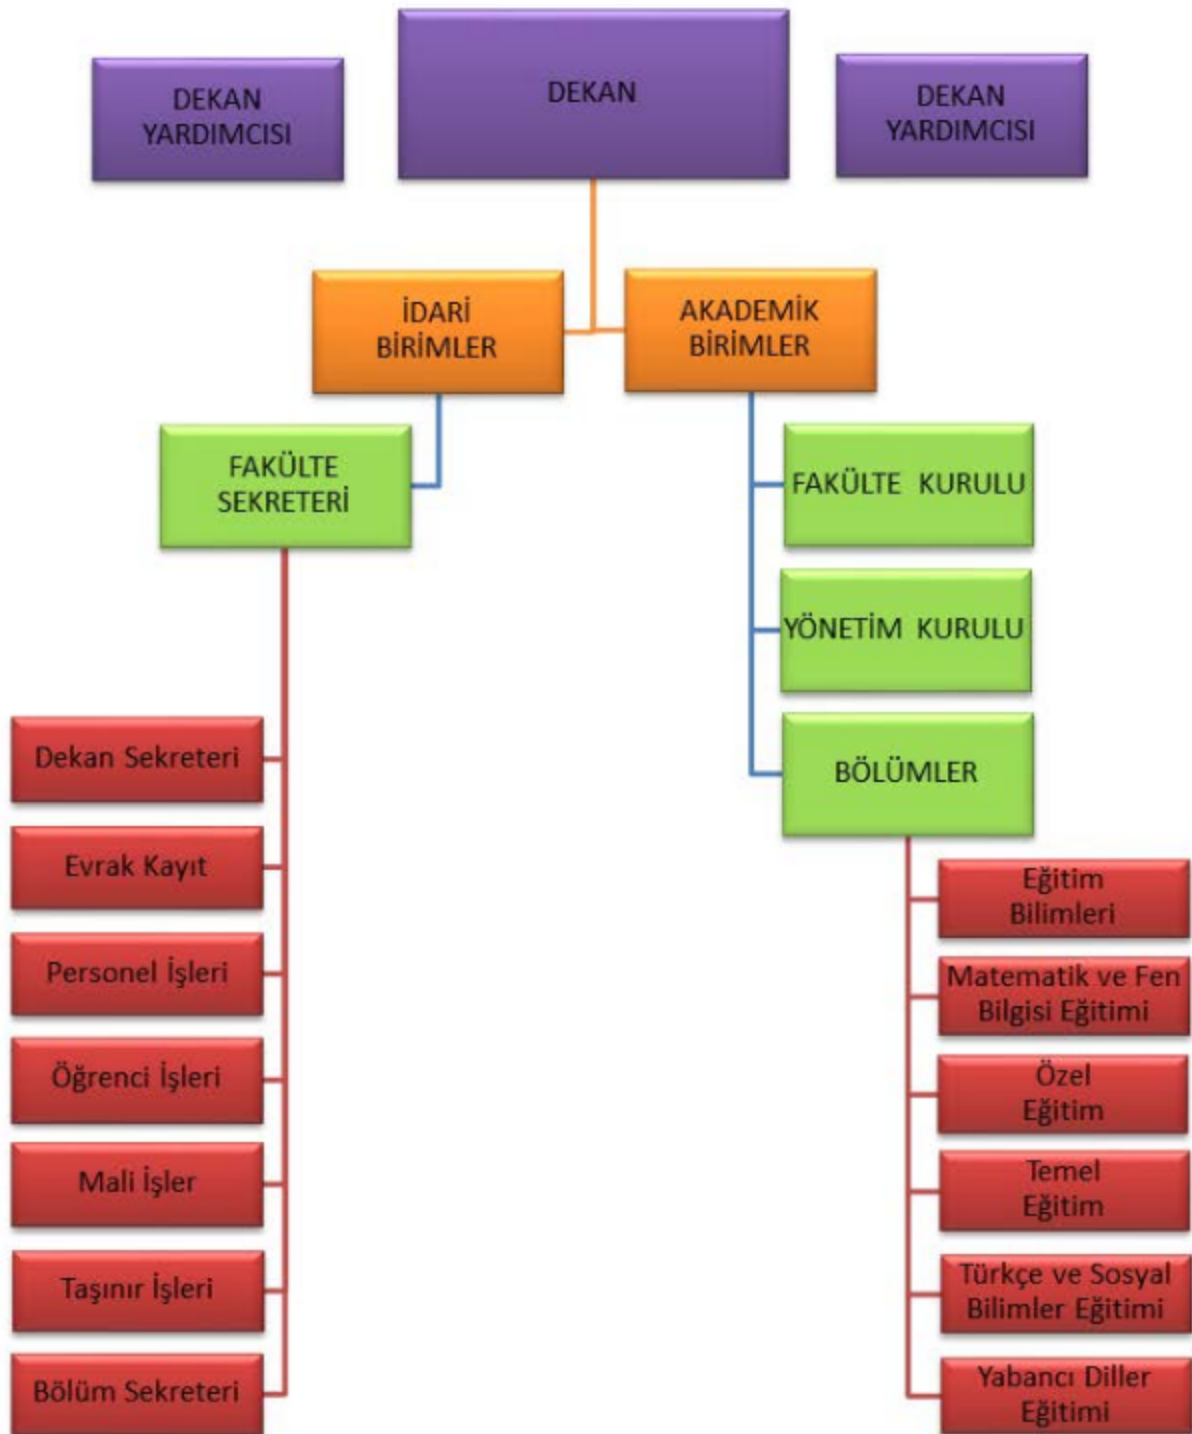 DEKAN
YARDIMCISI
DEKAN
DEKAN
YARDIMCISI
İDARİ
BİRİMLER
AKADEMİK
BİRİMLER
FAKÜLTE
SEKRETERİ
FAKÜLTE KURULU
YÖNETİM KURULU
BÖLÜMLER
Dekan Sekreteri
Evrak Kayıt
Personel İşleri
Öğrenci İşleri
Mali İşler
Taşınır İşleri
Bölüm Sekreteri
Eğitim
Bilimleri
Matematik ve Fen
Bilgisi Eğitimi
Özel
Eğitim
Temel
Eğitim
Türkçe ve Sosyal
Bilimler Eğitimi
Yabancı Diller
Eğitimi